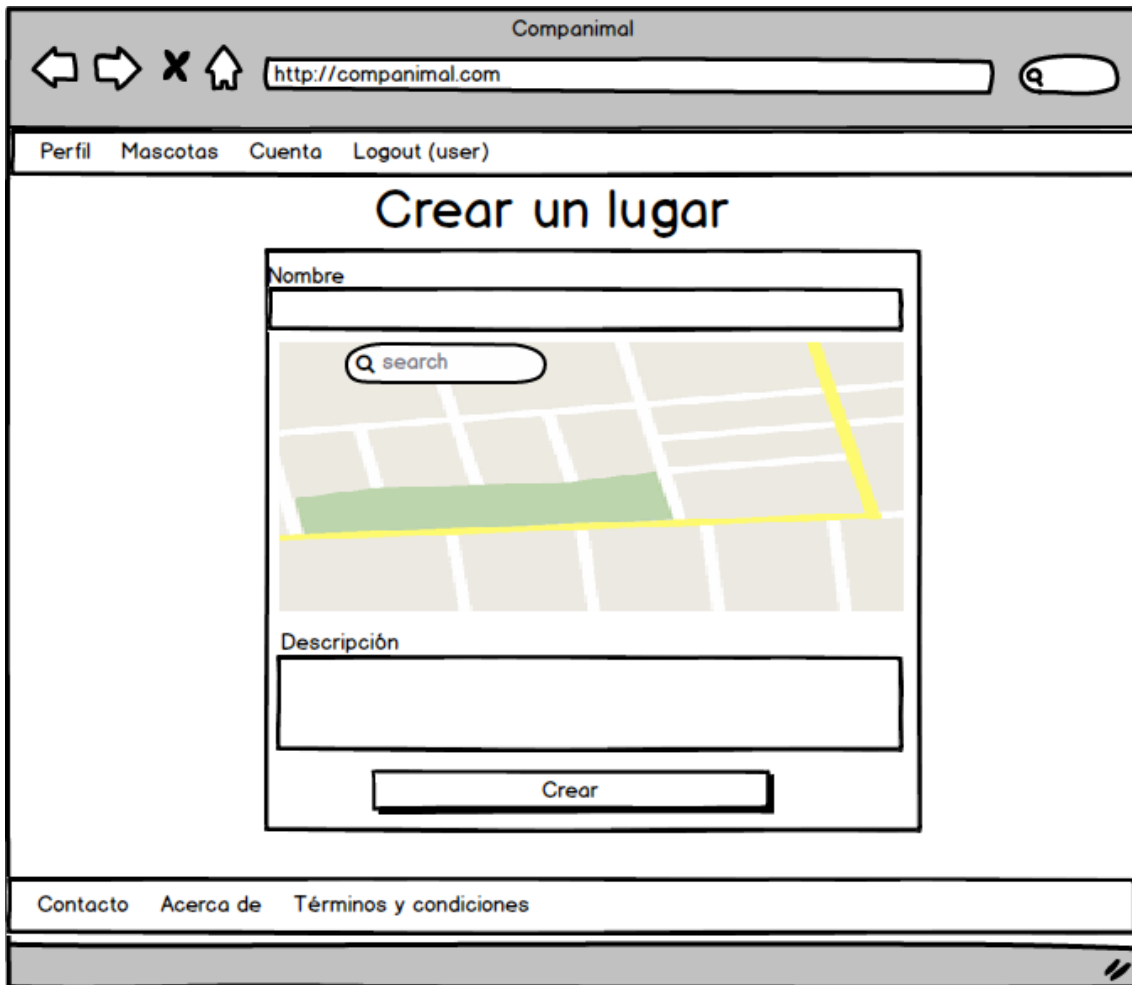 Companimal
http://companimal.com
Perfil Mascotas Cuenta Logout (user)
Crear un lugar
Nombre
search
Descripción
Crear
Contacto Acerca de Términos y condiciones